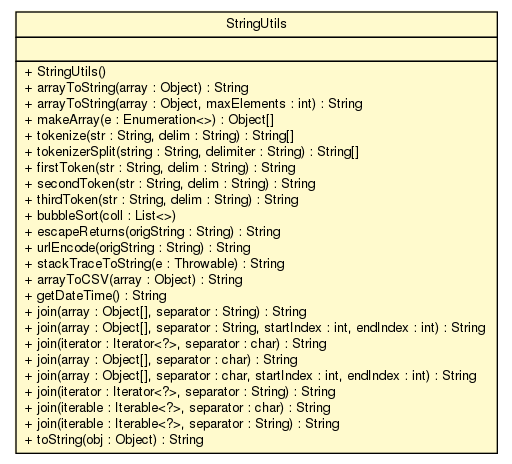 StringUtils
+ StringUtils()
+ arrayToString(array : Object) : String
+ arrayToString(array : Object, maxElements : int) : String
+ makeArray(e : Enumeration<>) : Object[]
+ tokenize(str : String, delim : String) : String[]
+ tokenizerSplit(string : String, delimiter : String) : String[]
+ firstToken(str : String, delim : String) : String
+ secondToken(str : String, delim : String) : String
+ thirdToken(str : String, delim : String) : String
+ bubbleSort(coll : List<>)
+ escapeReturns(origString : String) : String
+ urlEncode(origString : String) : String
+ stackTraceToString(e : Throwable) : String
+ arrayToCSV(array : Object) : String
+ getDateTime() : String
+ join(array : Object[], separator : String) : String
+ join(array : Object[], separator : String, startIndex : int, endIndex : int) : String
+ join(iterator : Iterator<?>, separator : char) : String
+ join(array : Object[], separator : char) : String
+ join(array : Object[], separator : char, startIndex : int, endIndex : int) : String
+ join(iterator : Iterator<?>, separator : String) : String
+ join(iterable : Iterable<?>, separator : char) : String
+ join(iterable : Iterable<?>, separator : String) : String
+ toString(obj : Object) : String